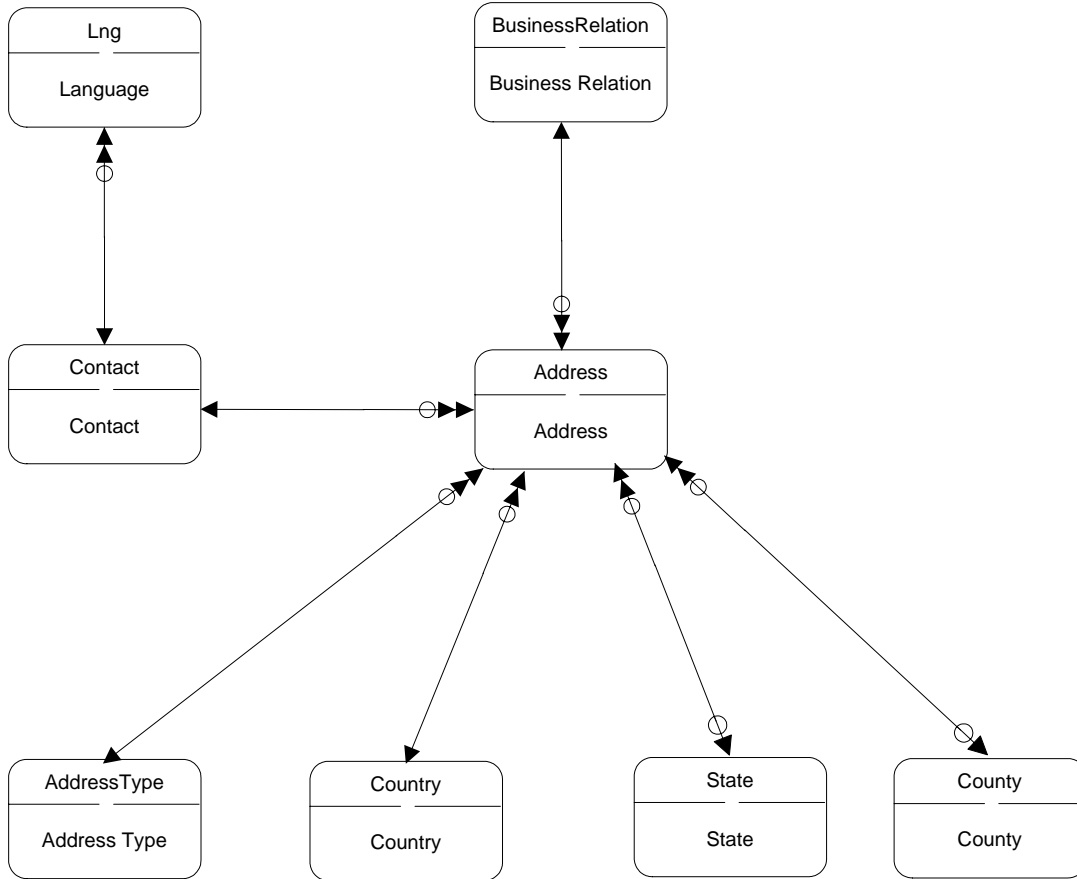 Lng
Language
BusinessRelation
Business Relation
Contact
Contact
Address
Address
AddressType
Address Type
Country
Country
State
State
County
County